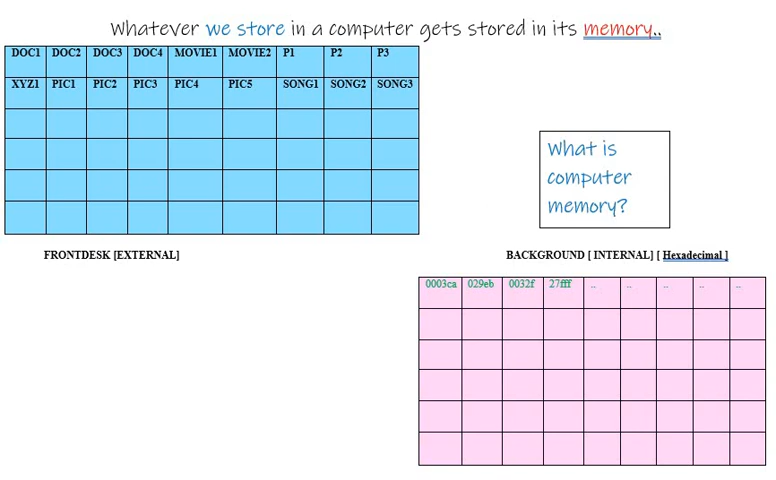 Whatever we store in a computer gets stored in its memory..
DOC1 DOC2 DOC3 DOC4 MOVIE1 MOVIE2 P1 P2 P3
XYZ1 PIC1 PIC2 PIC3 PIC4 PIC5 SONG1 SONG2 SONG3
What is
computer
memory?
FRONTDESK [EXTERNAL]
BACKGROUND [ INTERNAL] [ Hexadecimal ]
0003ca 029eb 0032f 27fff .. .. .. .. ..